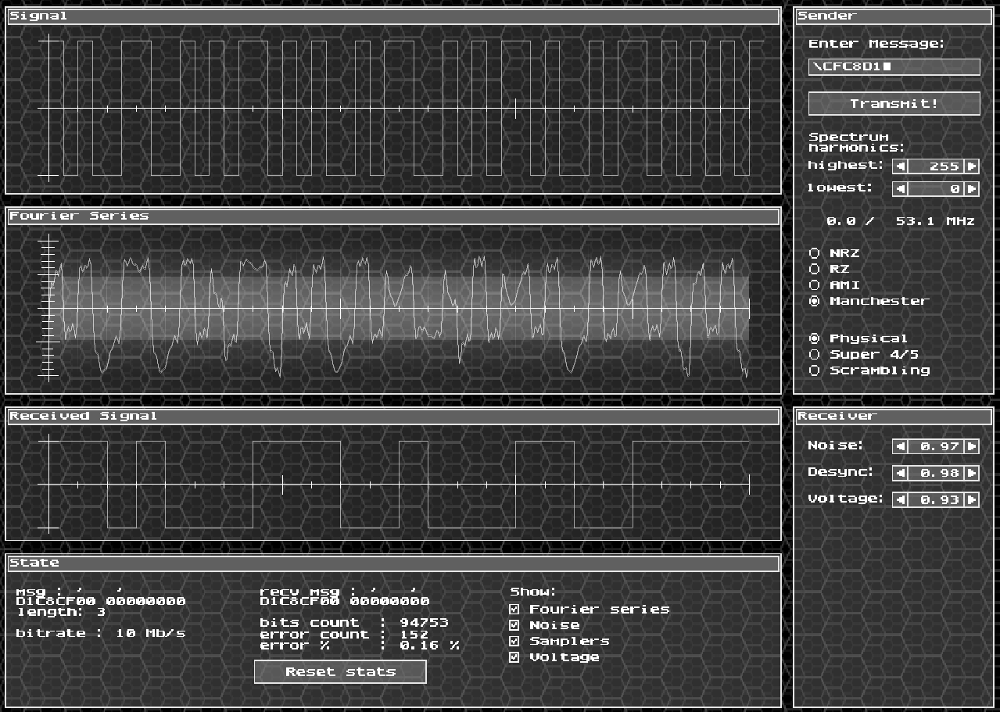 Signal
Sender
Enter Message:
\CFC8D1
Transmit!
Spectrum
harmonics:
highest: 255
lowest: 0
0.0 / 53.1 MHz
NRZ
RZ
AMI
Manchester
Physical
Super 4/5
Scrambling
Fourier Series
Received Signal
Receiver
Noise: 0.97
Desync: 0.98
Voltage: 0.93
State
msg : ‚ ‚
D1C8CF00 00000000
length: 3
bitrate : 10 Mb/s
recv msg : ‚ ‚
D1C8CF00 00000000
bits count : 94753
error count : 152
error % : 0.16 %
Reset stats
Show:
Fourier series
Noise
Samplers
Voltage